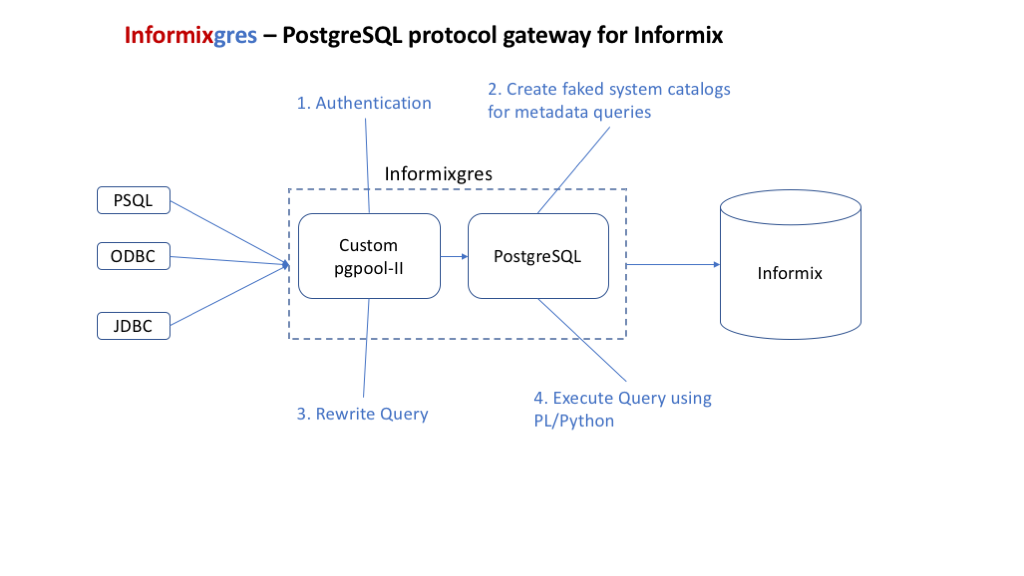 Informixgres – PostgreSQL protocol gateway for Informix
1. Authentication
2. Create faked system catalogs
for metadata queries
Informixgres
PSQL
ODBC
JDBC
Custom
pgpool-II
PostgreSQL
Informix
3. Rewrite Query
4. Execute Query using
PL/Python